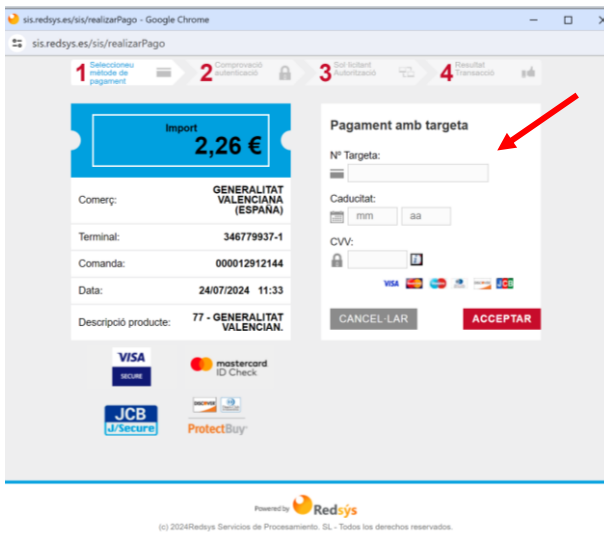 sis.redsys.es/sis/realizarPago - Google Chrome
sis.redsys.es/sis/realizarPago
1 Seleccioneu mètode de pagament
2 Comprovació autenticació
3 Sol·licitant Autorització
4 Resultat Transacció
Import
2,26 €
Comerç: GENERALITAT VALENCIANA (ESPAÑA)
Terminal: 346779937-1
Comanda: 000012912144
Data: 24/07/2024 11:33
Descripció producte: 77 - GENERALITAT VALENCIAN.
Pagament amb targeta
Nº Targeta:
Caducitat:
mm aa
CVV:
VISA DISCOVER JCB
CANCEL·LAR ACCEPTAR
VISA
SECURE
mastercard
ID Check
JCB
J/Secure
DISCOVER
ProtectBuy
Powered by Redsýs
(c) 2024Redsys Servicios de Procesamiento. SL - Todos los derechos reservados.